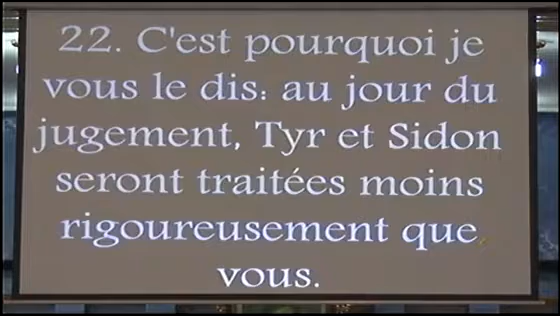 22. C'est pourquoi je
vous le dis: au jour du
jugement, Tyr et Sidon
seront traitées moins
rigoureusement que
vous.